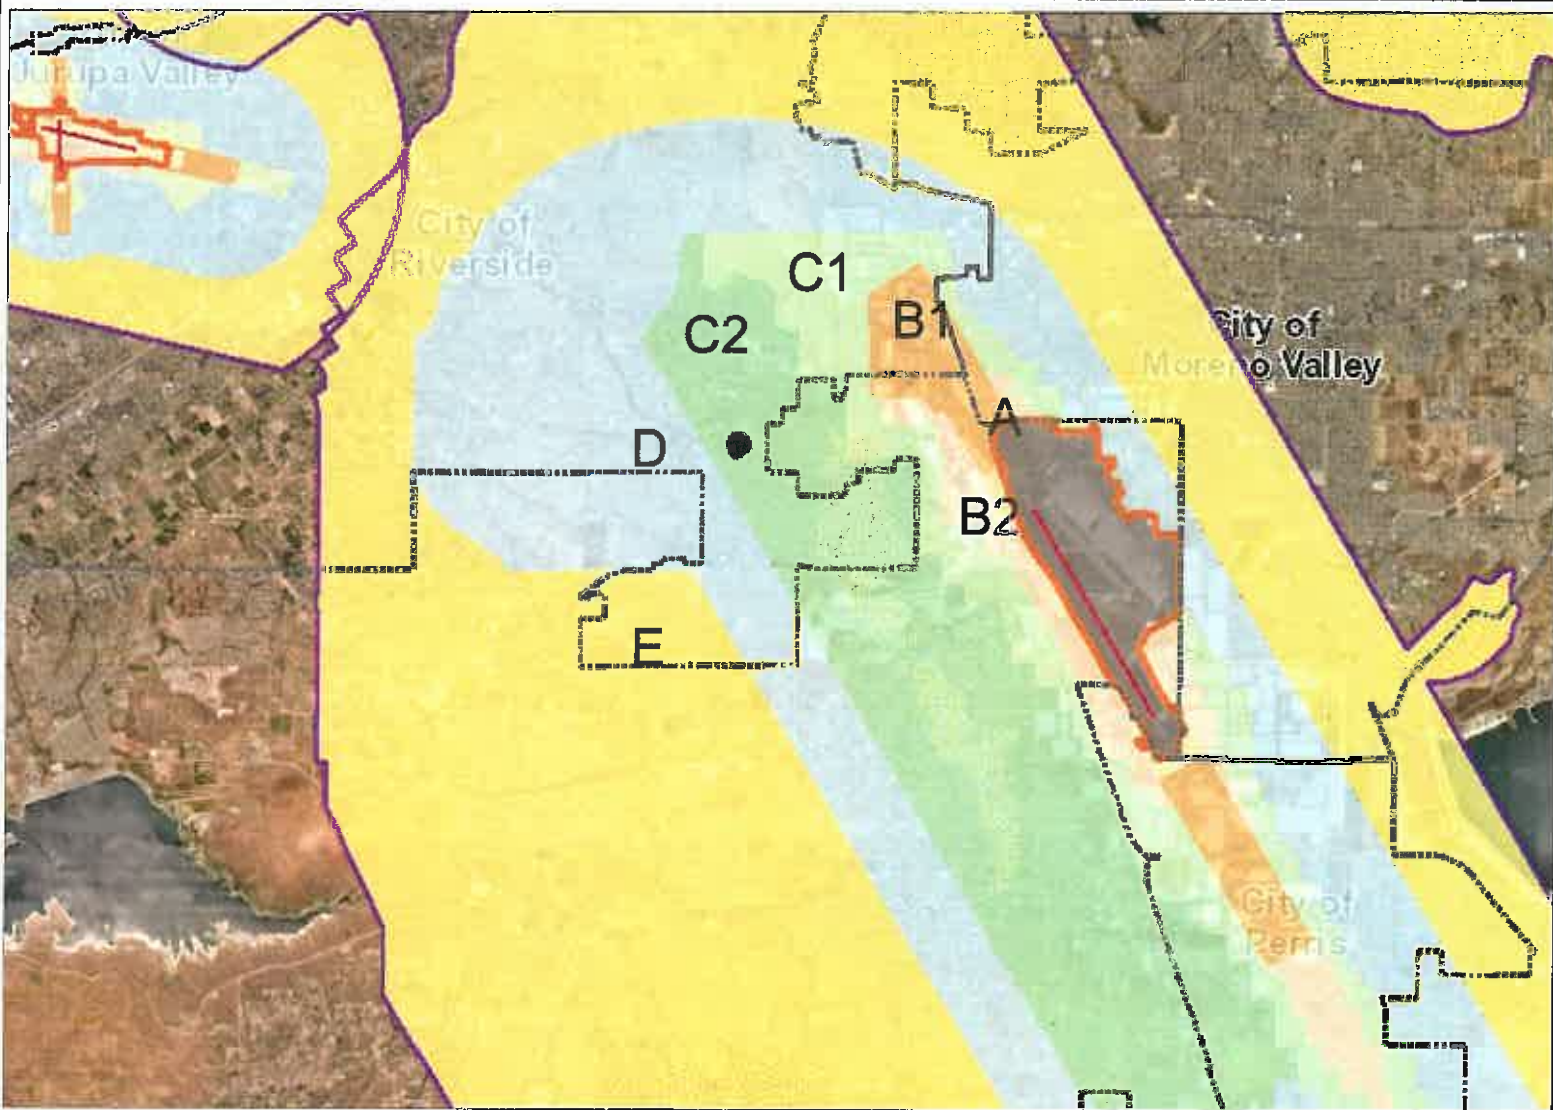 Jurupa Valley
City of
Riverside
C1
B1
C2
City of
Moreno Valley
A
D
B2
E
City of
Perris